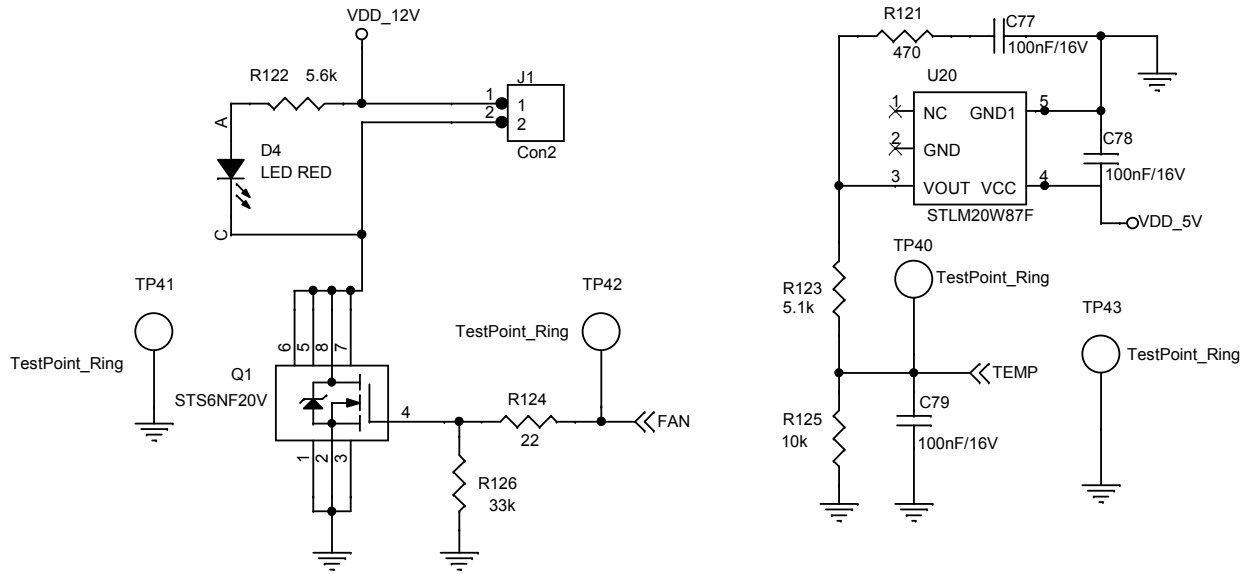 VDD_12V
R122 5.6k
J1
1
2
1
2
Con2
A
D4
LED RED
C
TP41
TestPoint_Ring
TP42
TestPoint_Ring
6
5
8
7
Q1
STS6NF20V
4
R124
22
FAN
1
2
3
R126
33k
R121
470
C77
100nF/16V
U20
1
NC
GND1
5
2
GND
3
VOUT
VCC
4
STLM20W87F
C78
100nF/16V
VDD_5V
TP40
TestPoint_Ring
R123
5.1k
TP43
TestPoint_Ring
TEMP
R125
10k
C79
100nF/16V